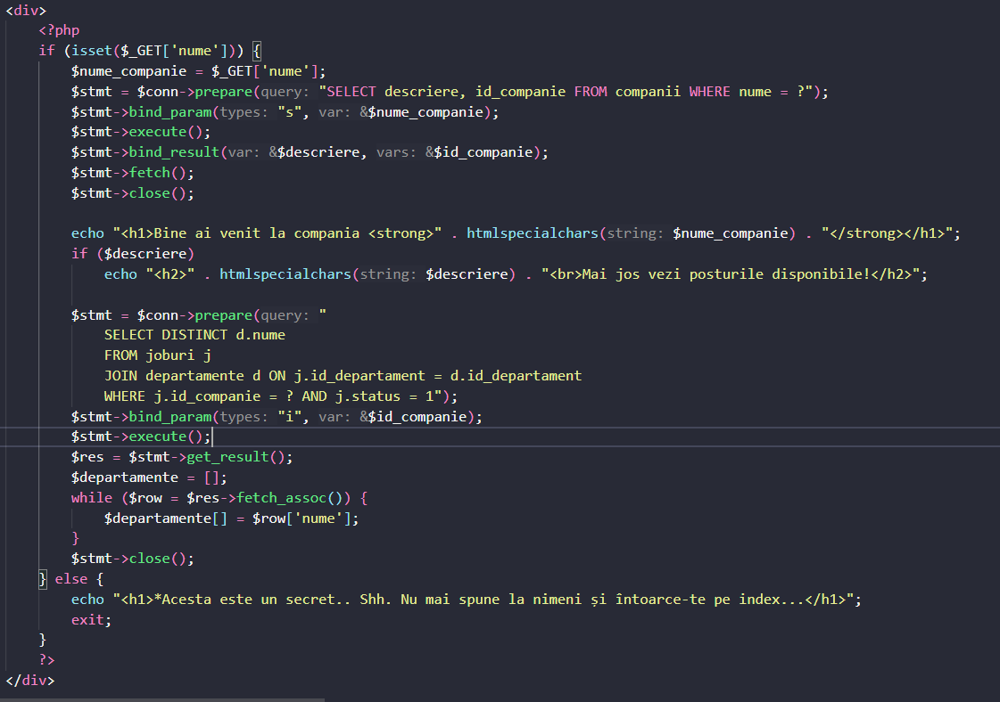 <div>
<?php
if (isset($_GET['nume'])) {
$nume_companie = $_GET['nume'];
$stmt = $conn->prepare(query: "SELECT descriere, id_companie FROM companii WHERE nume = ?");
$stmt->bind_param(types: "s", var: &$nume_companie);
$stmt->execute();
$stmt->bind_result(var: &$descriere, vars: &$id_companie);
$stmt->fetch();
$stmt->close();
echo "<h1>Bine ai venit la compania <strong>" . htmlspecialchars(string: $nume_companie) . "</strong></h1>";
if ($descriere)
echo "<h2>" . htmlspecialchars(string: $descriere) . "<br>Mai jos vezi posturile disponibile!</h2>";
$stmt = $conn->prepare(query: "
SELECT DISTINCT d.nume
FROM joburi j
JOIN departamente d ON j.id_departament = d.id_departament
WHERE j.id_companie = ? AND j.status = 1");
$stmt->bind_param(types: "i", var: &$id_companie);
$stmt->execute();
$res = $stmt->get_result();
$departamente = [];
while ($row = $res->fetch_assoc()) {
$departamente[] = $row['nume'];
}
$stmt->close();
} else {
echo "<h1>*Acesta este un secret.. Shh. Nu mai spune la nimeni și întoarce-te pe index...</h1>";
exit;
}
?>
</div>